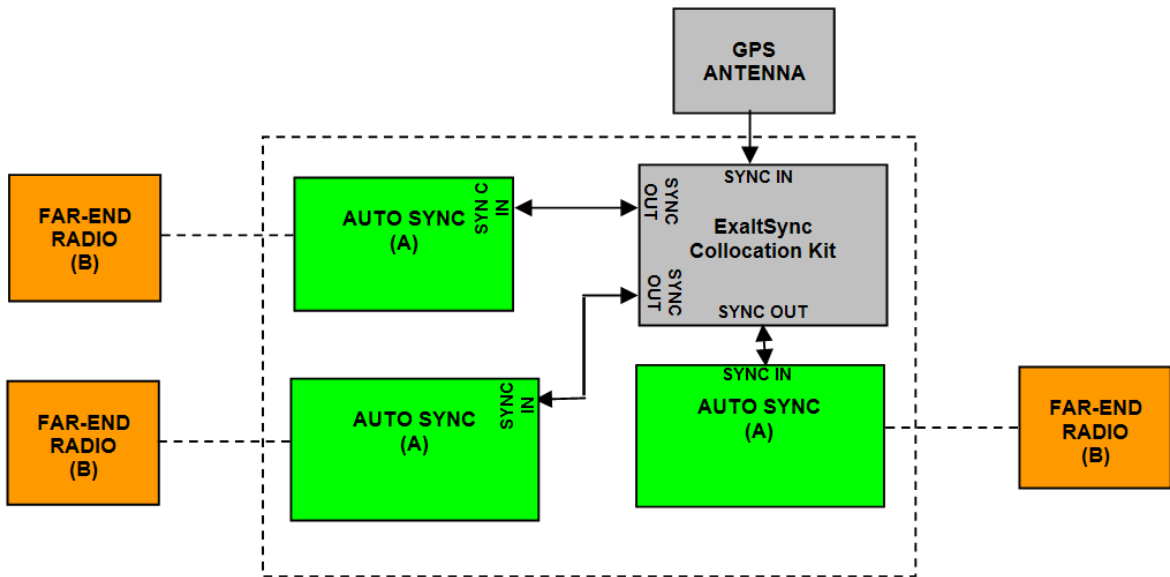 GPS
ANTENNA
SYNC IN
ExaltSync
Collocation Kit
SYNC
OUT
SYNC
OUT
SYNC OUT
FAR-END
RADIO
(B)
AUTO SYNC
(A)
SYN C
IN
FAR-END
RADIO
(B)
AUTO SYNC
(A)
SYNC
IN
SYNC IN
AUTO SYNC
(A)
FAR-END
RADIO
(B)